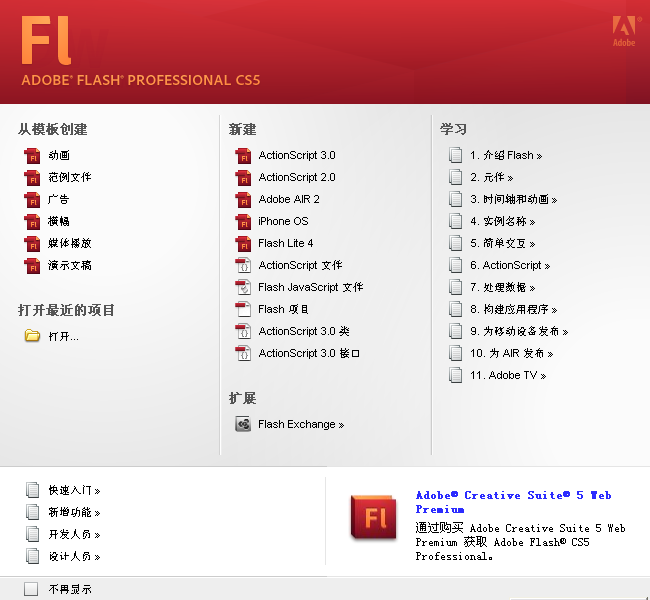 Fl
Adobe
ADOBE® FLASH® PROFESSIONAL CS5
从模板创建
动画
范例文件
广告
横幅
媒体播放
演示文稿
打开最近的项目
打开...
新建
ActionScript 3.0
ActionScript 2.0
Adobe AIR 2
iPhone OS
Flash Lite 4
ActionScript 文件
Flash JavaScript 文件
Flash 项目
ActionScript 3.0 类
ActionScript 3.0 接口
扩展
Flash Exchange »
学习
1. 介绍 Flash »
2. 元件 »
3. 时间轴和动画 »
4. 实例名称 »
5. 简单交互 »
6. ActionScript »
7. 处理数据 »
8. 构建应用程序 »
9. 为移动设备发布 »
10. 为 AIR 发布 »
11. Adobe TV »
快速入门 »
新增功能 »
开发人员 »
设计人员 »
Fl
Adobe® Creative Suite® 5 Web
Premium
通过购买 Adobe Creative Suite 5 Web
Premium 获取 Adobe Flash® CS5
Professional。
不再显示